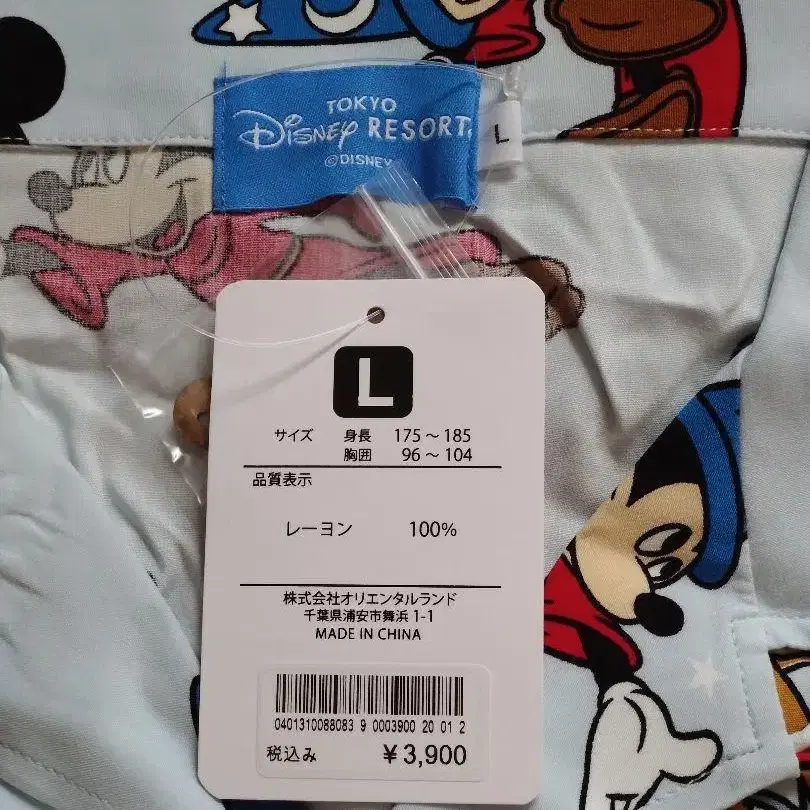 TOKYO
Disney RESORT®
©DISNEY
L
L
サイズ 身長 175～185
胸囲 96～104
品質表示
レーヨン 100%
株式会社オリエンタルランド
千葉県浦安市舞浜 1-1
MADE IN CHINA
0401310088083 9 0003900 20 01 2
税込み ￥3,900